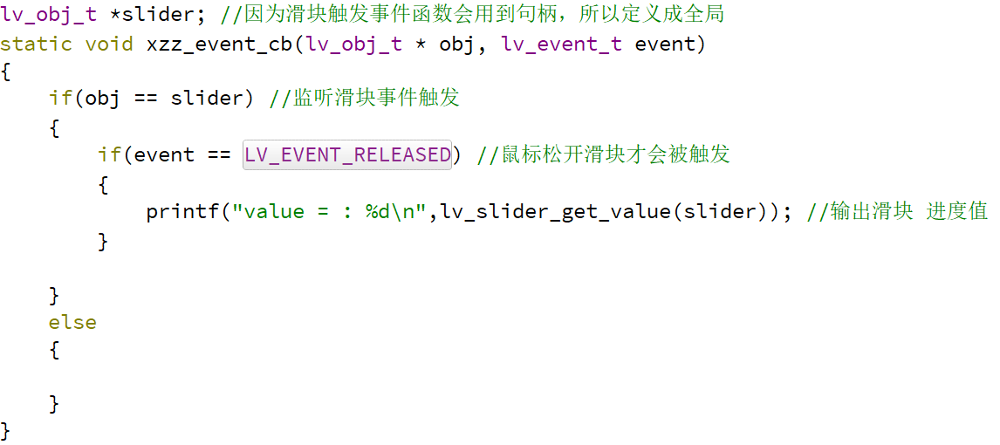 lv_obj_t *slider; //因为滑块触发事件函数会用到句柄，所以定义成全局
static void xzz_event_cb(lv_obj_t * obj, lv_event_t event)
{
    if(obj == slider) //监听滑块事件触发
    {
        if(event == LV_EVENT_RELEASED) //鼠标松开滑块才会被触发
        {
            printf("value = : %d\n",lv_slider_get_value(slider)); //输出滑块 进度值
        }
    }
    else
    {
    }
}